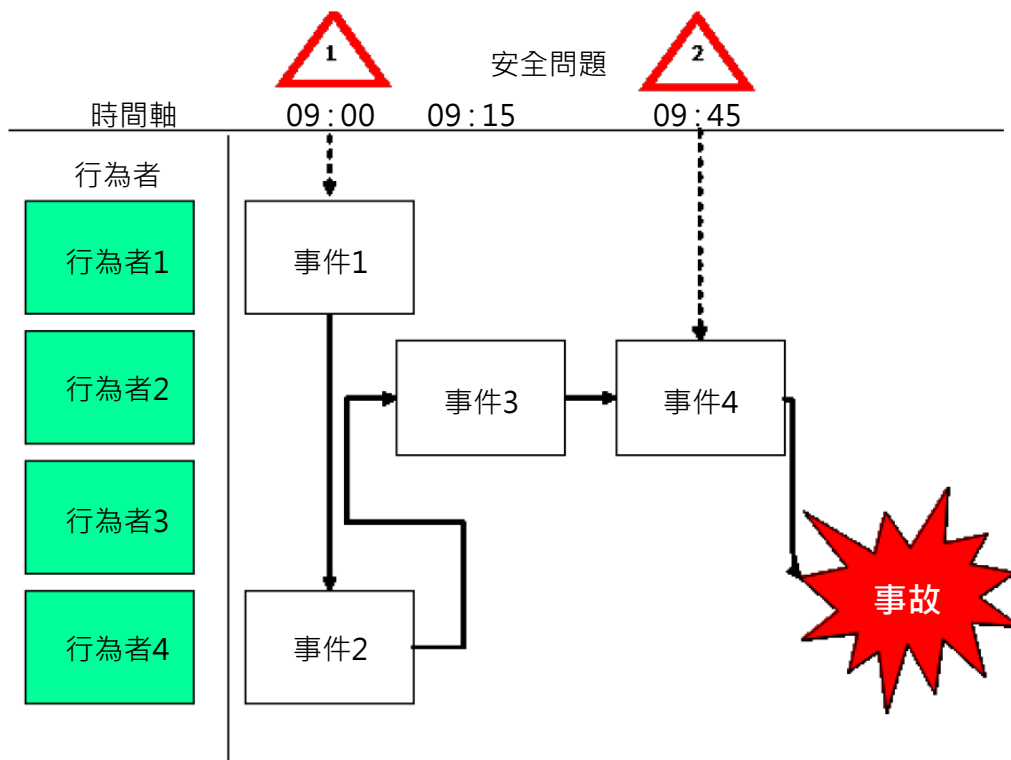 1
安全問題
2
時間軸
09:00
09:15
09:45
行為者
行為者1
事件1
行為者2
事件3
事件4
行為者3
事故
行為者4
事件2